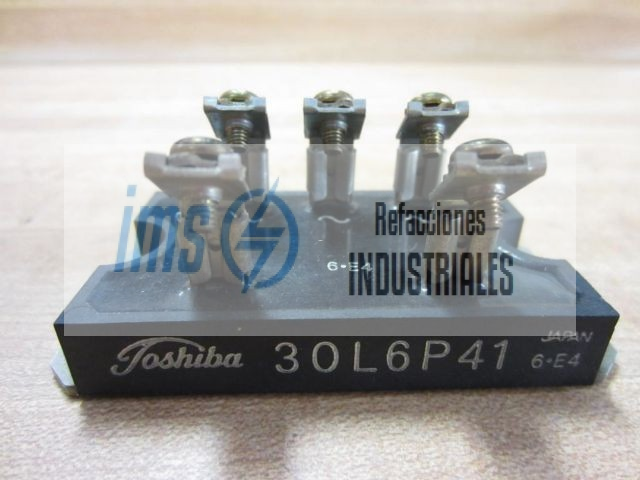 ~
ims
Refacciones
INDUSTRIALES
6•E4
Toshiba 30L6P41 JAPAN
6•E4